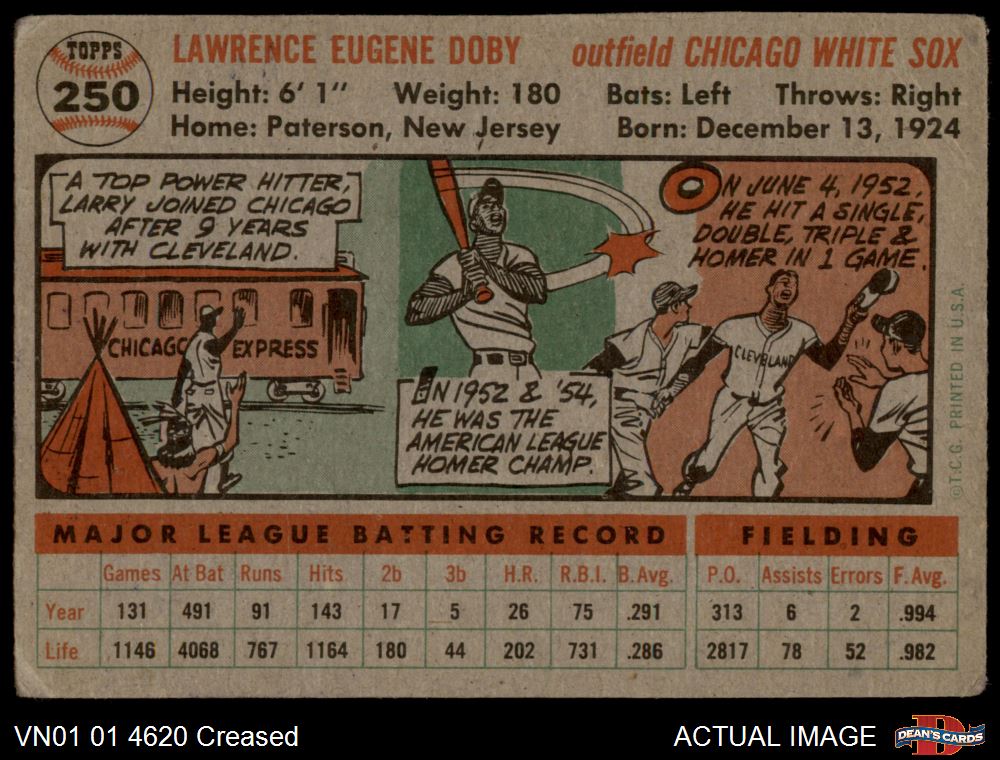 TOPPS
250
LAWRENCE EUGENE DOBY outfield CHICAGO WHITE SOX
Height: 6' 1" Weight: 180 Bats: Left Throws: Right
Home: Paterson, New Jersey Born: December 13, 1924
A TOP POWER HITTER,
LARRY JOINED CHICAGO
AFTER 9 YEARS
WITH CLEVELAND.
CHICAGO EXPRESS
IN 1952 & '54,
HE WAS THE
AMERICAN LEAGUE
HOMER CHAMP.
ON JUNE 4, 1952,
HE HIT A SINGLE,
DOUBLE, TRIPLE &
HOMER IN 1 GAME.
CLEVELAND
©T.C.G. PRINTED IN U.S.A.
MAJOR LEAGUE BATTING RECORD FIELDING
Games At Bat Runs Hits 2b 3b H.R. R.B.I. B.Avg. P.O. Assists Errors F.Avg.
Year 131 491 91 143 17 5 26 75 .291 313 6 2 .994
Life 1146 4068 767 1164 180 44 202 731 .286 2817 78 52 .982
VN01 01 4620 Creased ACTUAL IMAGE DEAN'S CARDS